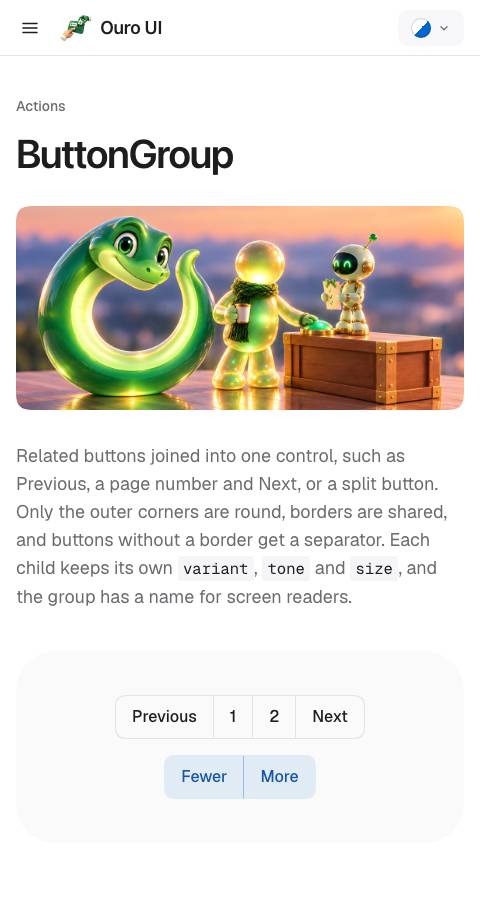 Ouro UI
Actions
ButtonGroup
Related buttons joined into one control, such as
Previous, a page number and Next, or a split button.
Only the outer corners are round, borders are shared,
and buttons without a border get a separator. Each
child keeps its own variant, tone and size, and
the group has a name for screen readers.
Previous 1 2 Next
Fewer More